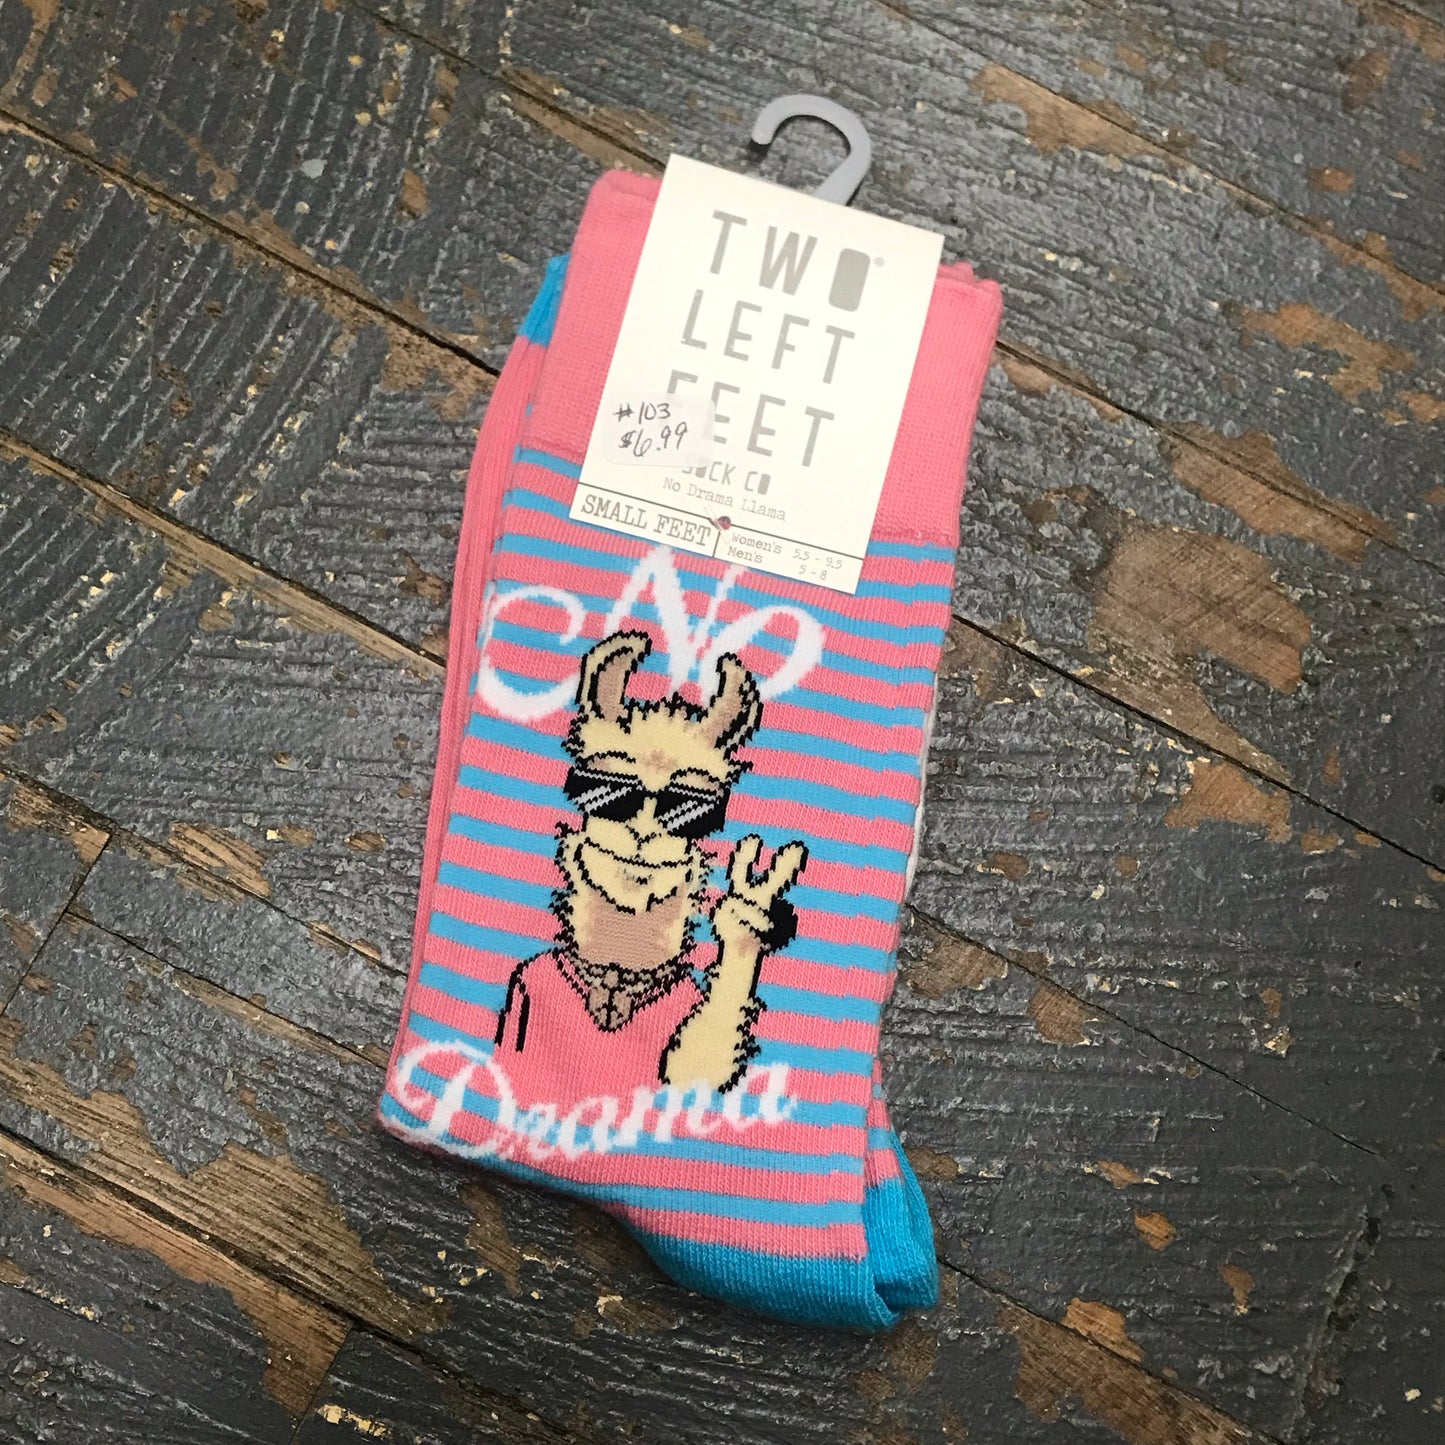 TWO®
LEFT
FEET
SOCK CO
#103
$6.99
No Drama Llama
SMALL FEET
Women's 5.5 - 9.5
Men's 5 - 8
No
Drama